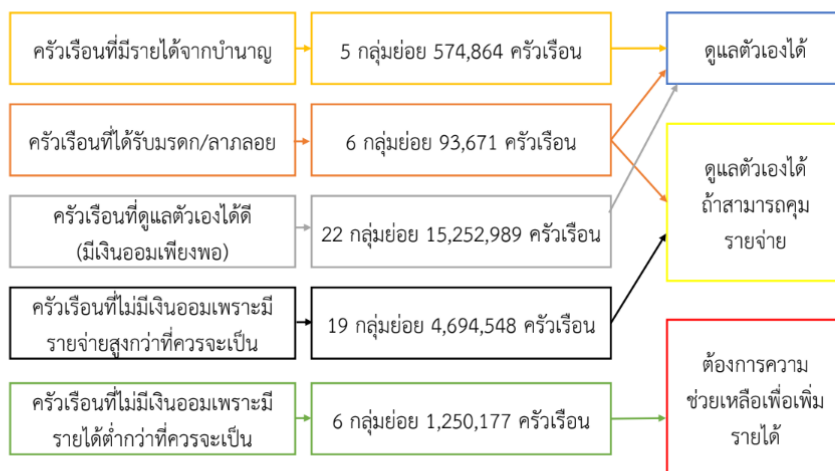 ครัวเรือนที่มีรายได้จากบำนาญ
5 กลุ่มย่อย 574,864 ครัวเรือน
ดูแลตัวเองได้
ครัวเรือนที่ได้รับมรดก/ลาภลอย
6 กลุ่มย่อย 93,671 ครัวเรือน
ดูแลตัวเองได้
ถ้าสามารถคุม
รายจ่าย
ครัวเรือนที่ดูแลตัวเองได้ดี
(มีเงินออมเพียงพอ)
22 กลุ่มย่อย 15,252,989 ครัวเรือน
ครัวเรือนที่ไม่มีเงินออมเพราะมี
รายจ่ายสูงกว่าที่ควรจะเป็น
19 กลุ่มย่อย 4,694,548 ครัวเรือน
ครัวเรือนที่ไม่มีเงินออมเพราะมี
รายได้ต่ำกว่าที่ควรจะเป็น
6 กลุ่มย่อย 1,250,177 ครัวเรือน
ต้องการความ
ช่วยเหลือเพื่อเพิ่ม
รายได้